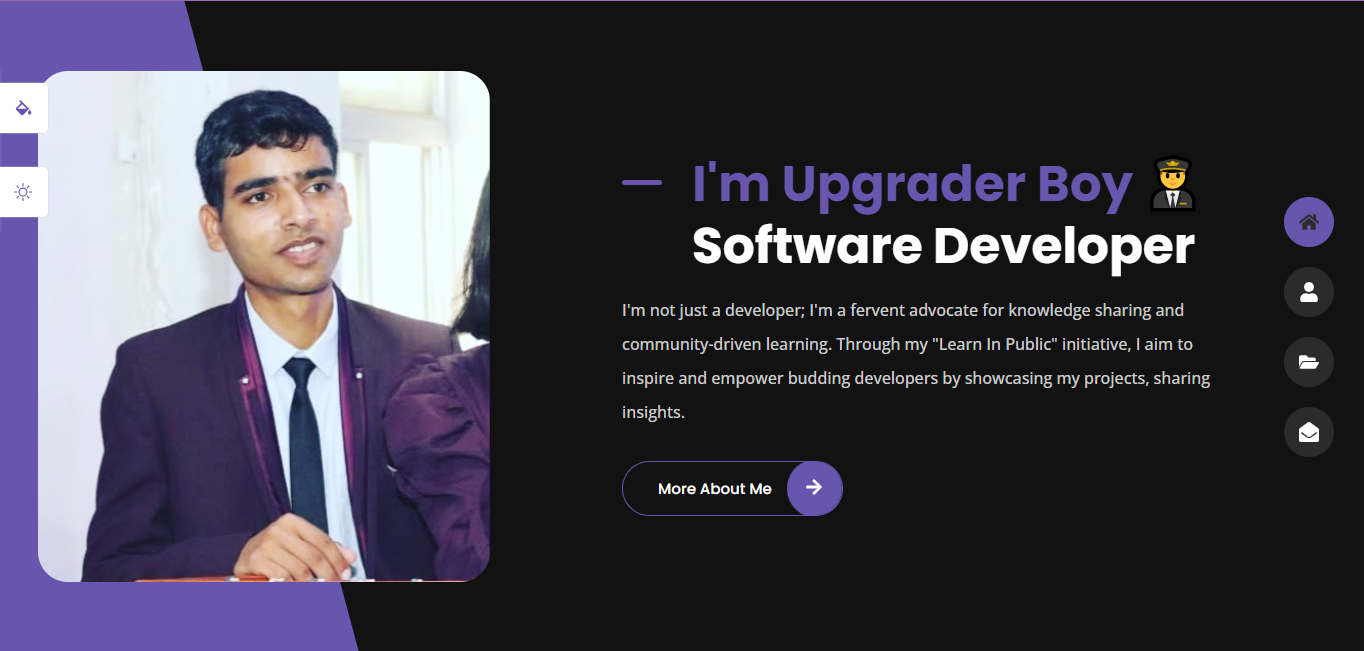 I'm Upgrader Boy
Software Developer
I'm not just a developer; I'm a fervent advocate for knowledge sharing and
community-driven learning. Through my "Learn In Public" initiative, I aim to
inspire and empower budding developers by showcasing my projects, sharing
insights.
More About Me